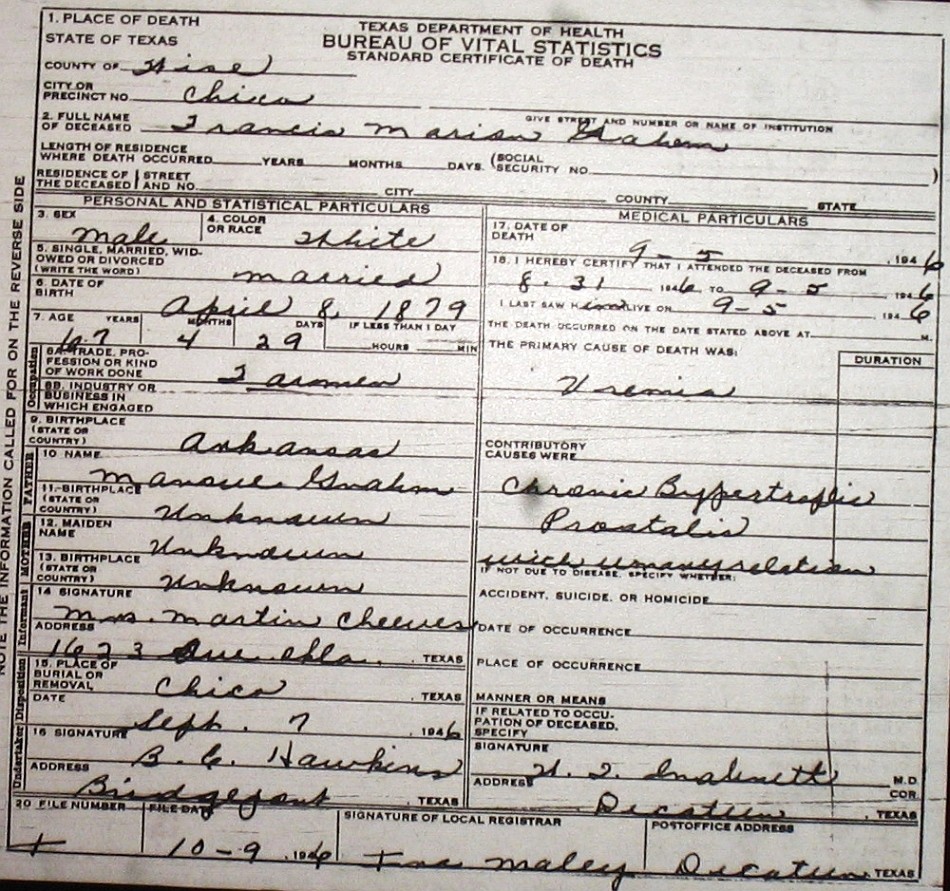 1. PLACE OF DEATH
STATE OF TEXAS
TEXAS DEPARTMENT OF HEALTH
BUREAU OF VITAL STATISTICS
STANDARD CERTIFICATE OF DEATH
COUNTY OF Wise
CITY OR PRECINCT NO. Chico
GIVE STREET AND NUMBER OR NAME OF INSTITUTION
2. FULL NAME OF DECEASED Francis Marion Graham
LENGTH OF RESIDENCE WHERE DEATH OCCURRED YEARS MONTHS DAYS. (SOCIAL SECURITY NO. )
RESIDENCE OF THE DECEASED STREET AND NO. CITY COUNTY STATE
PERSONAL AND STATISTICAL PARTICULARS
3. SEX Male
4. COLOR OR RACE White
5. SINGLE, MARRIED, WIDOWED OR DIVORCED (WRITE THE WORD) married
6. DATE OF BIRTH April 8, 1879
7. AGE YEARS MONTHS DAYS IF LESS THAN 1 DAY
67 4 29 HOURS MIN
8A. TRADE, PROFESSION OR KIND OF WORK DONE Farmer
8B. INDUSTRY OR BUSINESS IN WHICH ENGAGED
9. BIRTHPLACE (STATE OR COUNTRY) Arkansas
10 NAME Grahm
11. BIRTHPLACE (STATE OR COUNTRY) Unknown
12. MAIDEN NAME Unknown
13. BIRTHPLACE (STATE OR COUNTRY) Unknown
14 SIGNATURE Mrs. Martin Cheeves
ADDRESS 1623 Okla. , TEXAS
15. PLACE OF BURIAL OR REMOVAL Chico , TEXAS
DATE Sept. 7 , 1946
16 SIGNATURE B. C. Hawkins
ADDRESS Bridgeport , TEXAS
MEDICAL PARTICULARS
17. DATE OF DEATH 9-5 , 1946
18. I HEREBY CERTIFY THAT I ATTENDED THE DECEASED FROM
8-31 1946 TO 9-5 1946
I LAST SAW HIM ALIVE ON 9-5 1946
THE DEATH OCCURRED ON THE DATE STATED ABOVE AT M.
THE PRIMARY CAUSE OF DEATH WAS:
DURATION
Uremia
CONTRIBUTORY CAUSES WERE
Chronic Byppertraphic
Prostatis
IF NOT DUE TO DISEASE, SPECIFY WHETHER:
ACCIDENT, SUICIDE, OR HOMICIDE
DATE OF OCCURRENCE
PLACE OF OCCURRENCE
MANNER OR MEANS
IF RELATED TO OCCUPATION OF DECEASED, SPECIFY
SIGNATURE M.D.
COR.
ADDRESS Decatur , TEXAS
20 FILE NUMBER
FILE DATE 10-9 , 1946
SIGNATURE OF LOCAL REGISTRAR Maley
POSTOFFICE ADDRESS Decatur , TEXAS
NOTE THE INFORMATION CALLED FOR ON THE REVERSE SIDE
Occupation
FATHER
MOTHER
Informant
Disposition
Undertaker